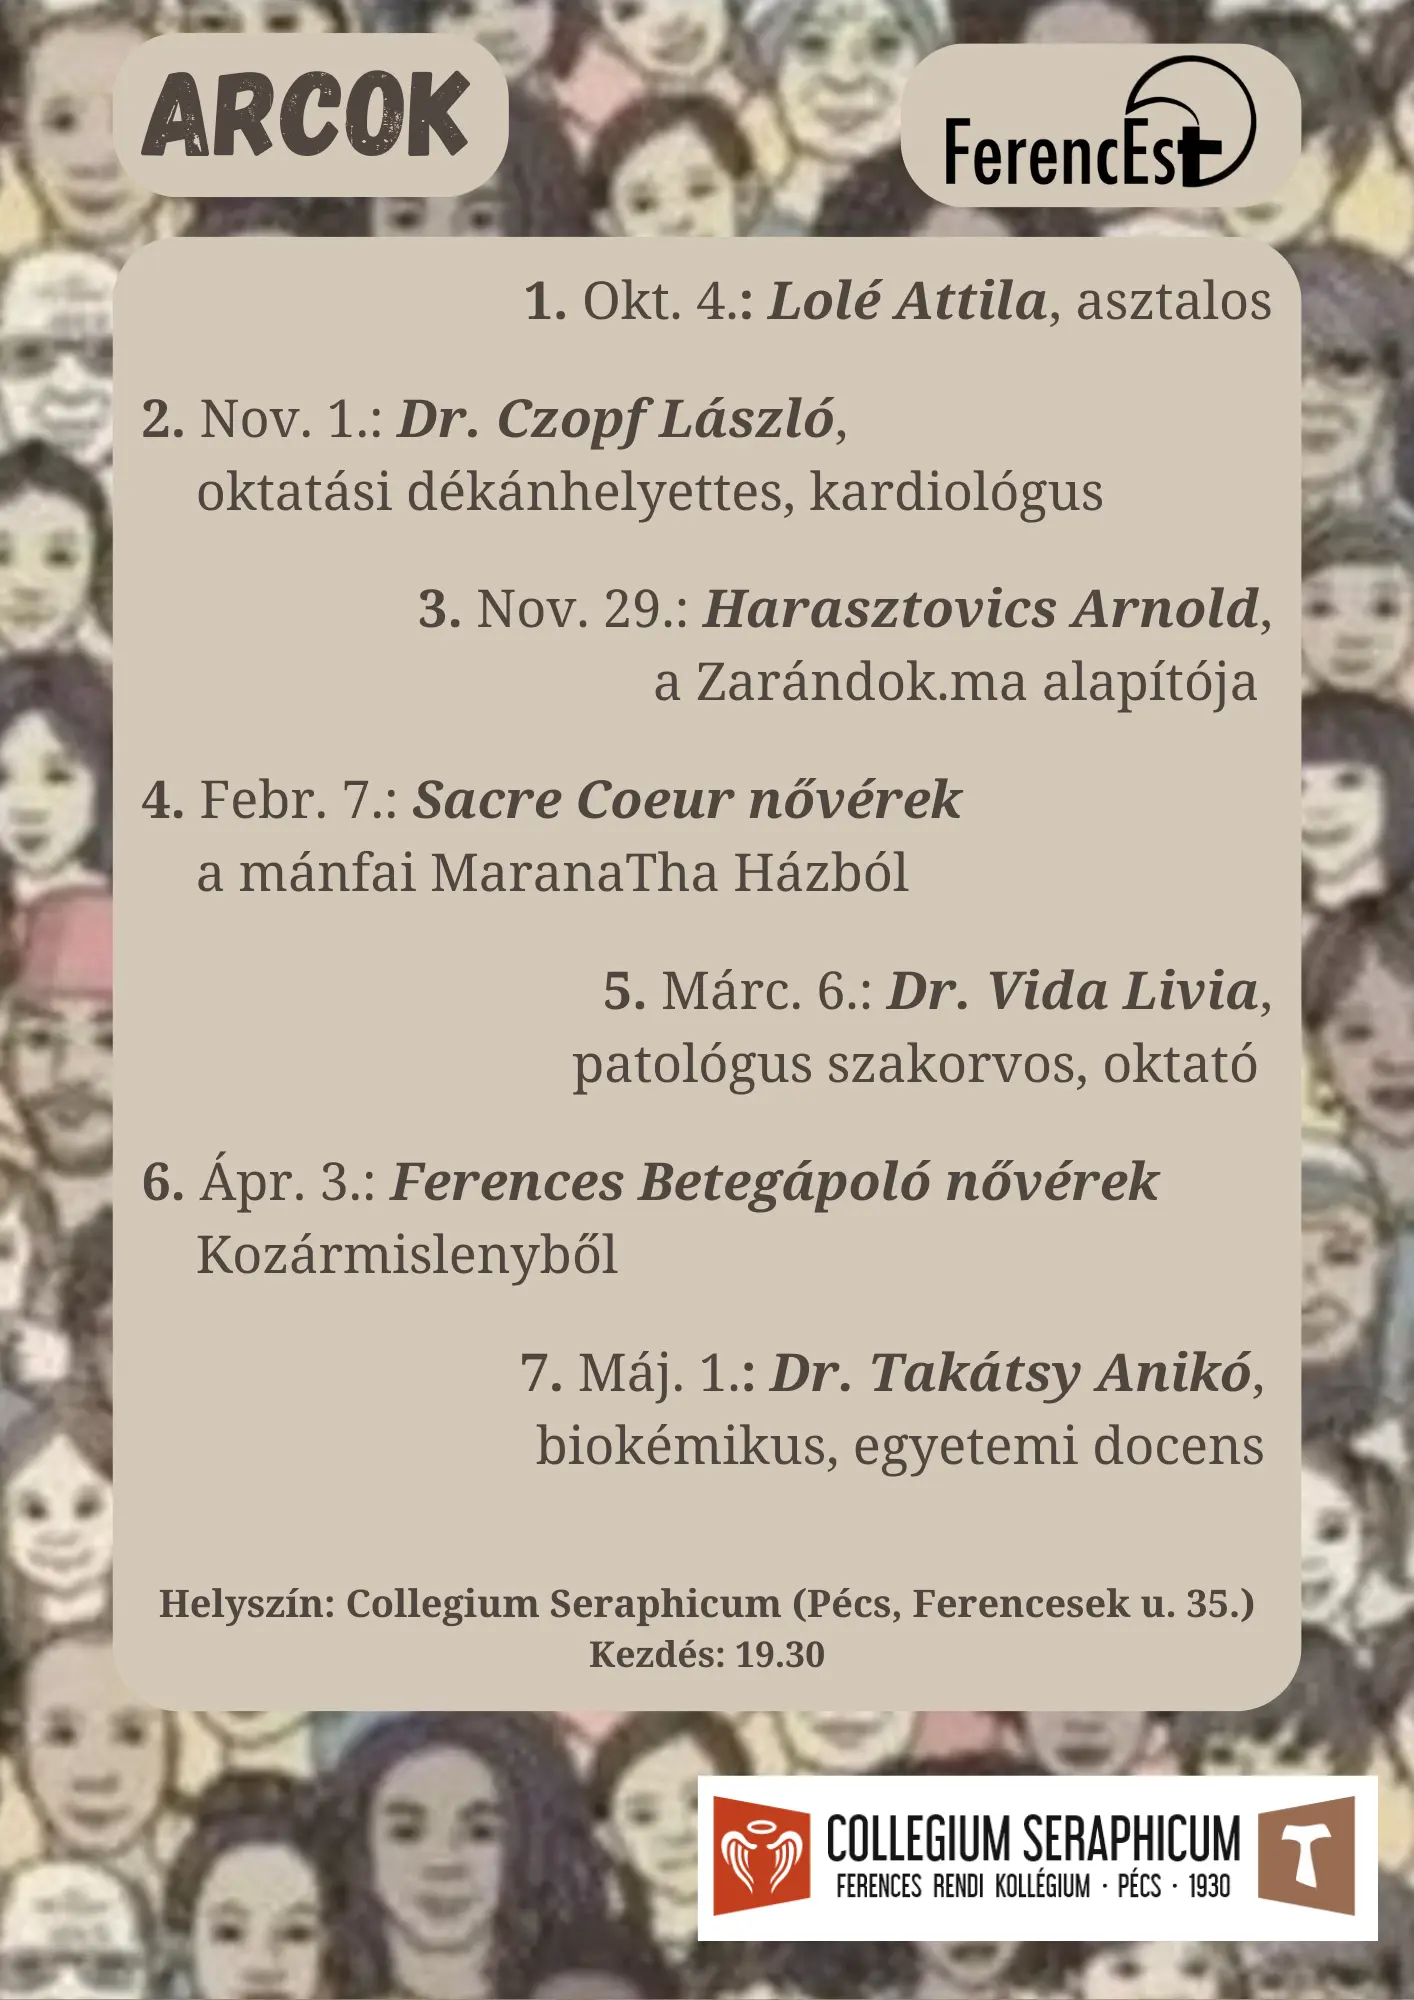 ARCOK
FerencEst
1. Okt. 4.: Lolé Attila, asztalos
2. Nov. 1.: Dr. Czopf László,
oktatási dékánhelyettes, kardiológus
3. Nov. 29.: Harasztovics Arnold,
a Zarándok.ma alapítója
4. Febr. 7.: Sacre Coeur nővérek
a mánfai MaranaTha Házból
5. Márc. 6.: Dr. Vida Livia,
patológus szakorvos, oktató
6. Ápr. 3.: Ferences Betegápoló nővérek
Kozármislenyből
7. Máj. 1.: Dr. Takátsy Anikó,
biokémikus, egyetemi docens
Helyszín: Collegium Seraphicum (Pécs, Ferencesek u. 35.)
Kezdés: 19.30
COLLEGIUM SERAPHICUM
FERENCES RENDI KOLLÉGIUM · PÉCS · 1930